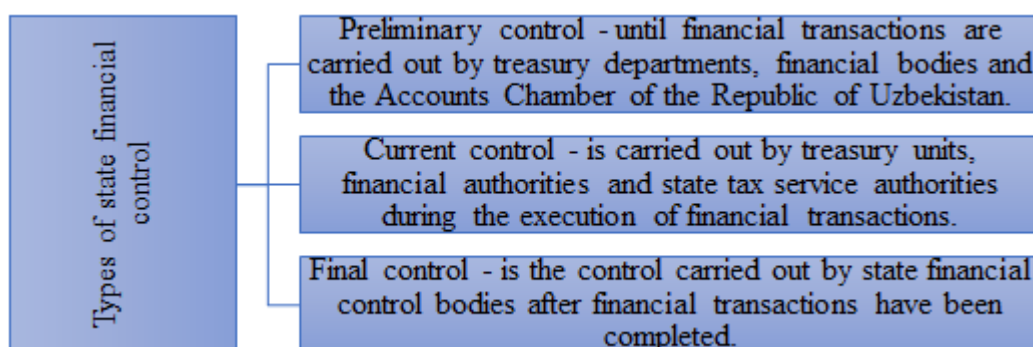 Types of state financial
control
Preliminary control - until financial transactions are
carried out by treasury departments, financial bodies and
the Accounts Chamber of the Republic of Uzbekistan.
Current control - is carried out by treasury units,
financial authorities and state tax service authorities
during the execution of financial transactions.
Final control - is the control carried out by state financial
control bodies after financial transactions have been
completed.